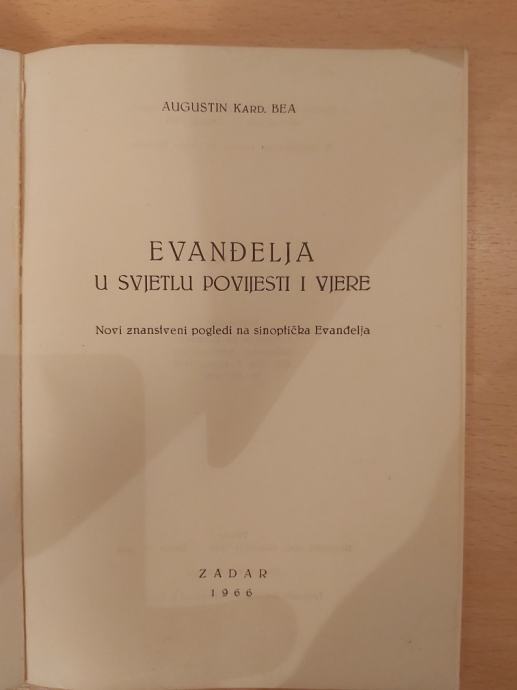 AUGUSTIN KARD. BEA
EVANĐELJA
U SVJETLU POVIJESTI I VJERE
Novi znanstveni pogledi na sinoptička Evanđelja
ZADAR
1966